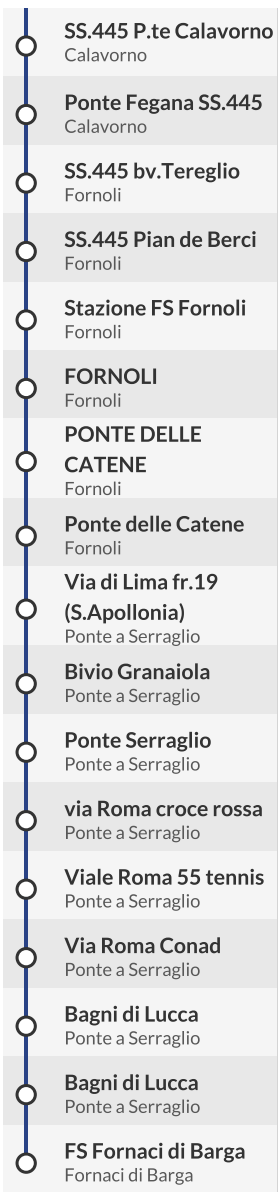 SS.445 P.te Calavorno
Calavorno
Ponte Fegana SS.445
Calavorno
SS.445 bv.Tereglio
Fornoli
SS.445 Pian de Berci
Fornoli
Stazione FS Fornoli
Fornoli
FORNOLI
Fornoli
PONTE DELLE
CATENE
Fornoli
Ponte delle Catene
Fornoli
Via di Lima fr.19
(S.Apollonia)
Ponte a Serraglio
Bivio Granaiola
Ponte a Serraglio
Ponte Serraglio
Ponte a Serraglio
via Roma croce rossa
Ponte a Serraglio
Viale Roma 55 tennis
Ponte a Serraglio
Via Roma Conad
Ponte a Serraglio
Bagni di Lucca
Ponte a Serraglio
Bagni di Lucca
Ponte a Serraglio
FS Fornaci di Barga
Fornaci di Barga